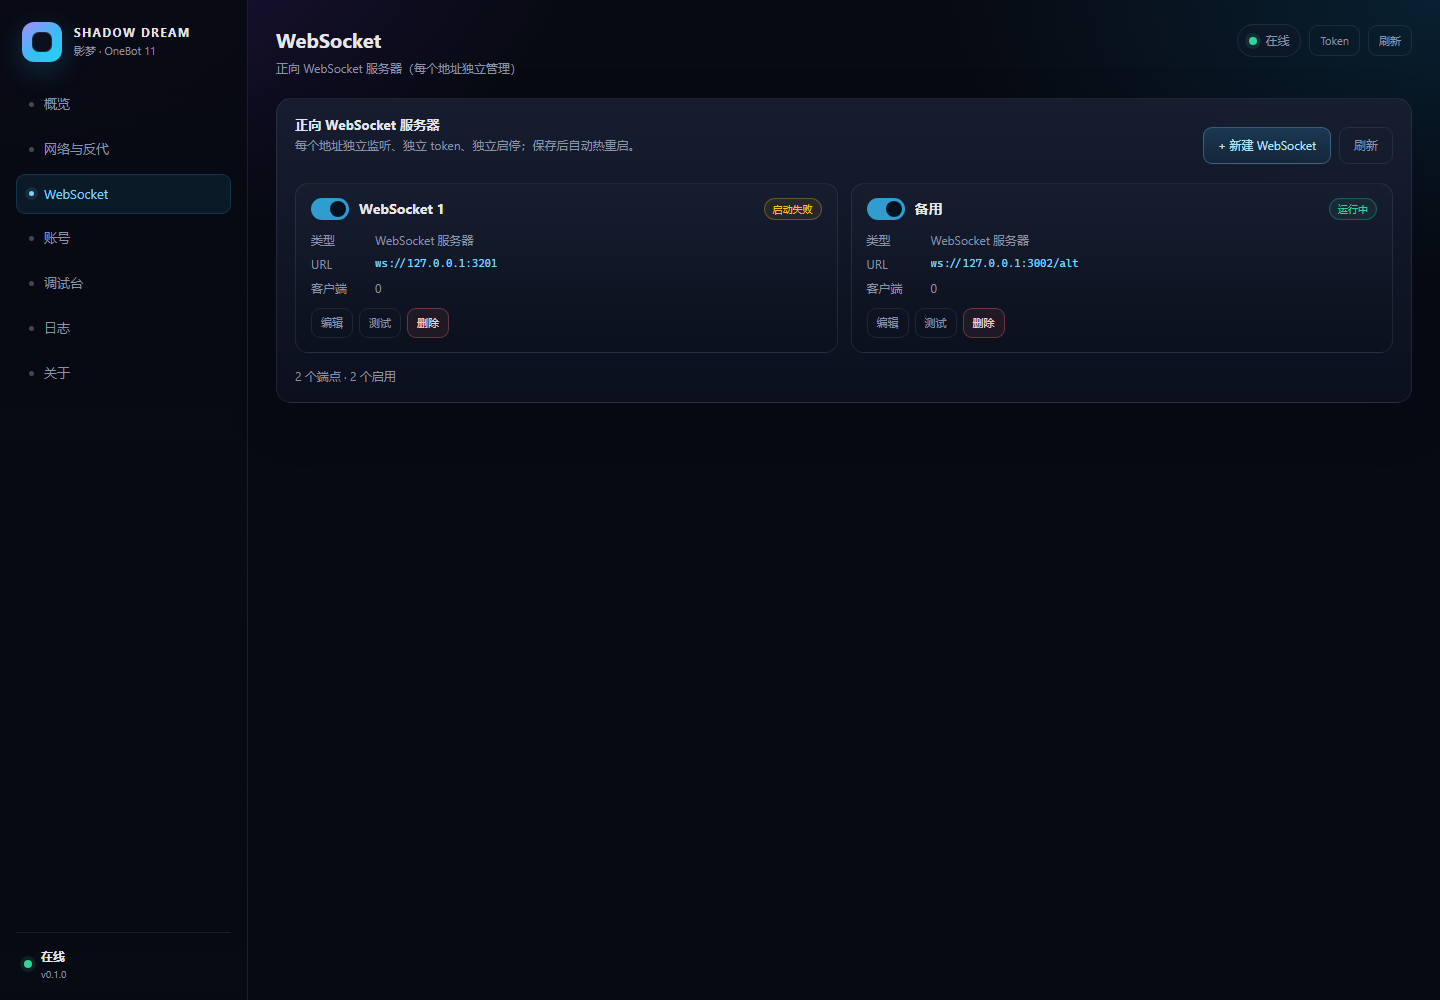 SHADOW DREAM
影梦 · OneBot 11
概览
网络与反代
WebSocket
账号
调试台
日志
关于
在线
v0.1.0
WebSocket
正向 WebSocket 服务器（每个地址独立管理）
在线
Token
刷新
正向 WebSocket 服务器
每个地址独立监听、独立 token、独立启停；保存后自动热重启。
+ 新建 WebSocket
刷新
WebSocket 1
启动失败
类型 WebSocket 服务器
URL ws://127.0.0.1:3201
客户端 0
编辑 测试 删除
备用
运行中
类型 WebSocket 服务器
URL ws://127.0.0.1:3002/alt
客户端 0
编辑 测试 删除
2 个端点 · 2 个启用